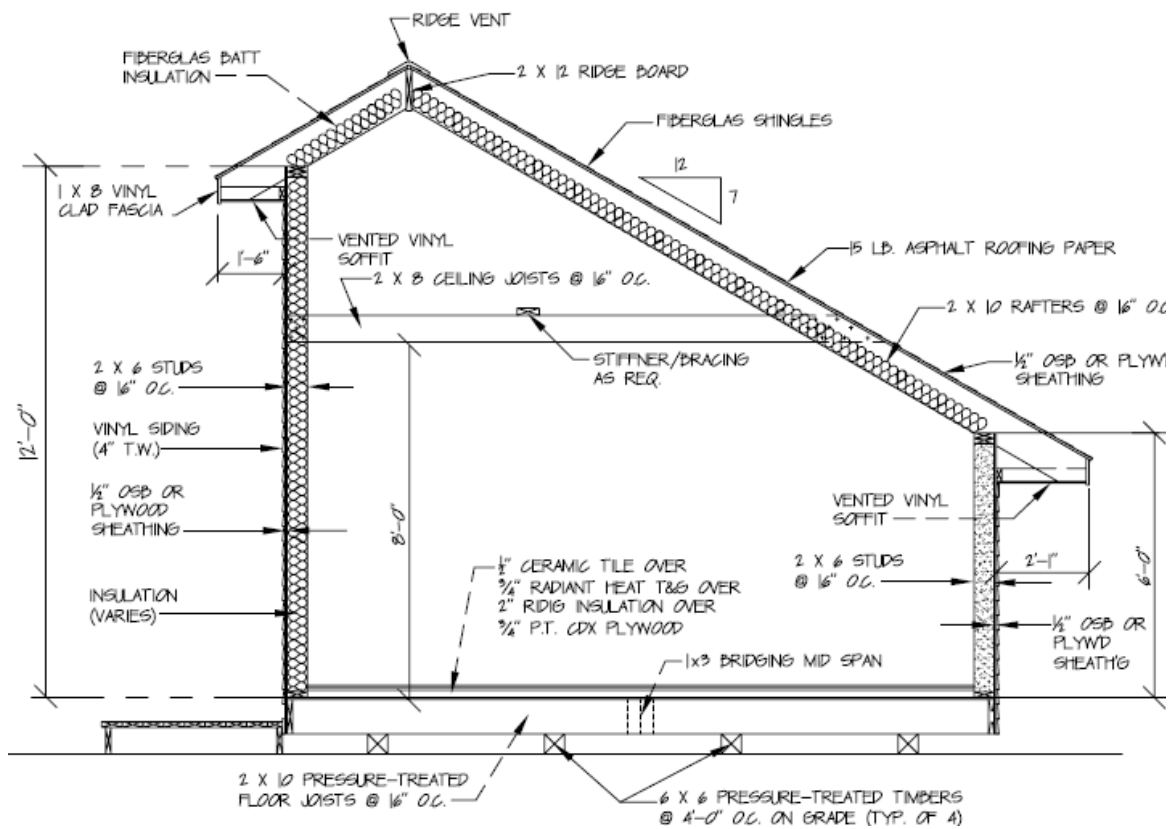 RIDGE VENT
FIBERGLAS BATT
INSULATION
2 X 12 RIDGE BOARD
FIBERGLAS SHINGLES
12
7
1 X 8 VINYL
CLAD FASCIA
VENTED VINYL
SOFFIT
1'-6"
15 LB. ASPHALT ROOFING PAPER
2 X 8 CEILING JOISTS @ 16" O.C.
2 X 10 RAFTERS @ 16" O.C
STIFFNER/BRACING
AS REQ.
½" OSB OR PLYW
SHEATHING
2 X 6 STUDS
@ 16" O.C.
12'-0"
VINYL SIDING
(4" T.W.)
½" OSB OR
PLYWOOD
SHEATHING
8'-0"
VENTED VINYL
SOFFIT
2 X 6 STUDS
@ 16" O.C.
2'-1"
6'-0"
½" CERAMIC TILE OVER
¾" RADIANT HEAT T&G OVER
2" RIDIG INSULATION OVER
¾" P.T. CDX PLYWOOD
INSULATION
(VARIES)
½" OSB OR
PLYWD
SHEATH'G
1x3 BRIDGING MID SPAN
2 X 10 PRESSURE-TREATED
FLOOR JOISTS @ 16" O.C.
6 X 6 PRESSURE-TREATED TIMBERS
@ 4'-0" O.C. ON GRADE (TYP. OF 4)